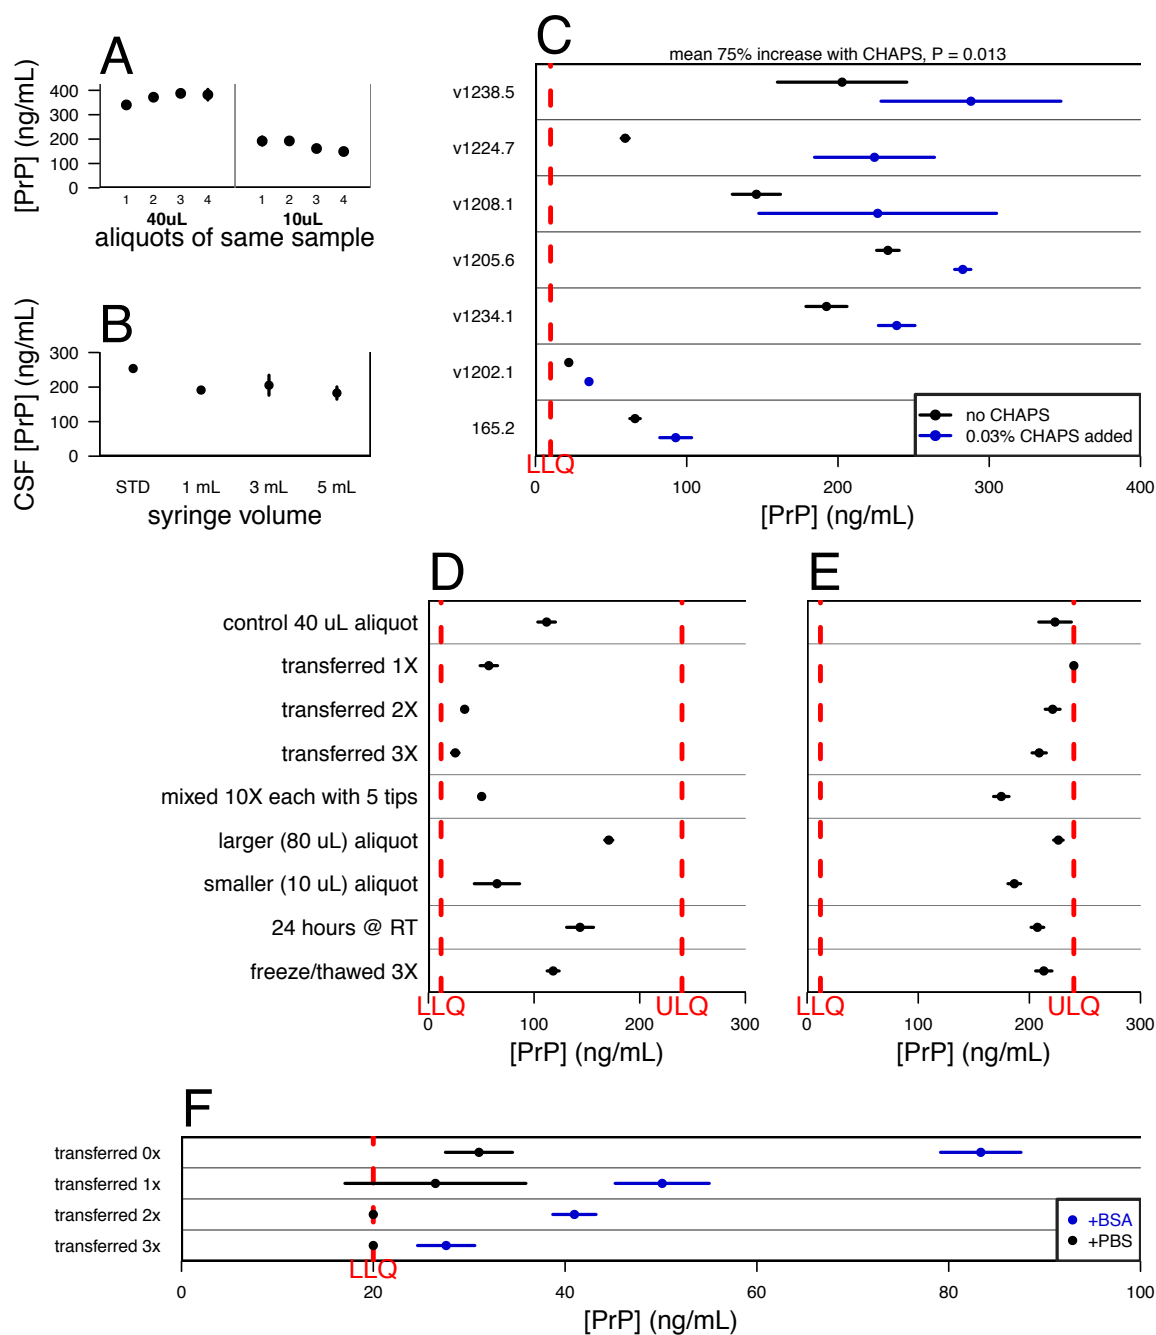 A
[PrP] (ng/mL)
400
300
200
100
0
1 2 3 4 1 2 3 4
40uL 10uL
aliquots of same sample
B
CSF [PrP] (ng/mL)
300
200
100
0
STD 1 mL 3 mL 5 mL
syringe volume
C
mean 75% increase with CHAPS, P = 0.013
v1238.5
v1224.7
v1208.1
v1205.6
v1234.1
v1202.1
165.2
no CHAPS
0.03% CHAPS added
LLQ
0 100 200 300 400
[PrP] (ng/mL)
D
control 40 uL aliquot
transferred 1X
transferred 2X
transferred 3X
mixed 10X each with 5 tips
larger (80 uL) aliquot
smaller (10 uL) aliquot
24 hours @ RT
freeze/thawed 3X
LLQ ULQ
0 100 200 300
[PrP] (ng/mL)
E
LLQ ULQ
0 100 200 300
[PrP] (ng/mL)
F
transferred 0x
transferred 1x
transferred 2x
transferred 3x
+BSA
+PBS
LLQ
0 20 40 60 80 100
[PrP] (ng/mL)